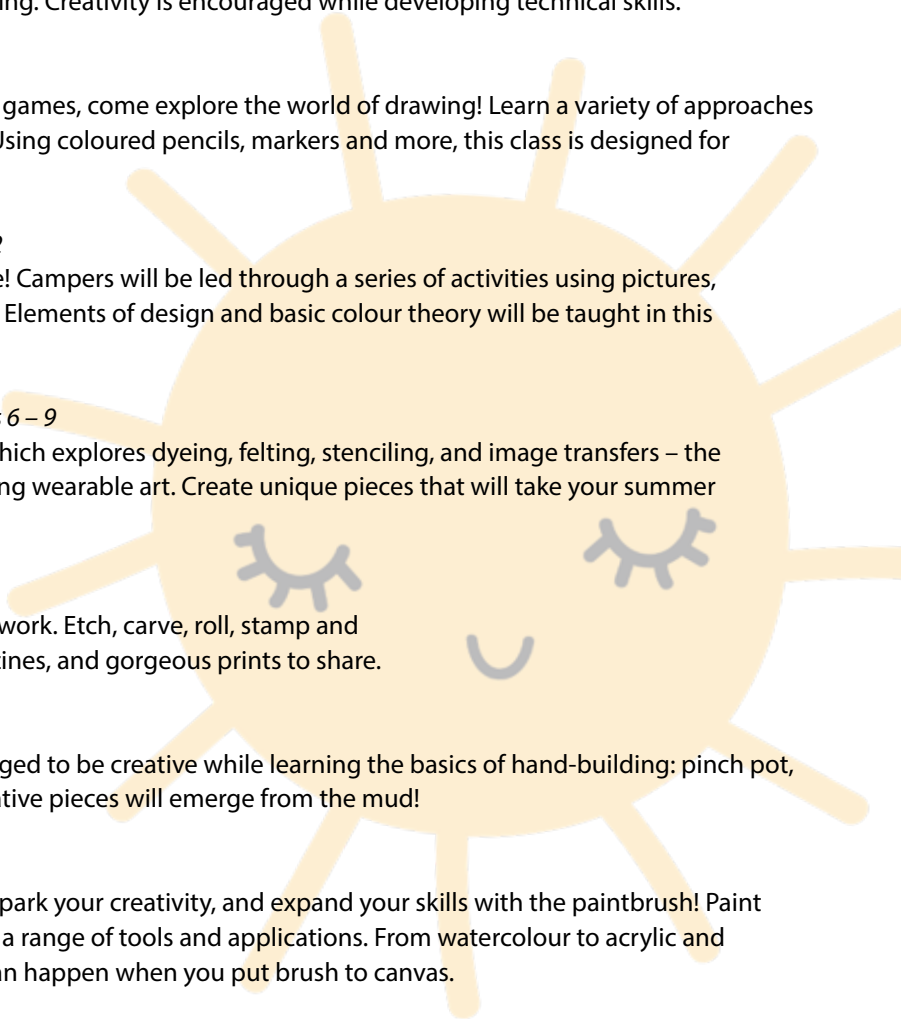 ing. Creativity is encouraged while developing technical skills.
games, come explore the world of drawing! Learn a variety of approaches
Using coloured pencils, markers and more, this class is designed for
e! Campers will be led through a series of activities using pictures,
Elements of design and basic colour theory will be taught in this
6 – 9
hich explores dyeing, felting, stenciling, and image transfers – the
ng wearable art. Create unique pieces that will take your summer
work. Etch, carve, roll, stamp and
zines, and gorgeous prints to share.
ged to be creative while learning the basics of hand-building: pinch pot,
ative pieces will emerge from the mud!
park your creativity, and expand your skills with the paintbrush! Paint
a range of tools and applications. From watercolour to acrylic and
an happen when you put brush to canvas.